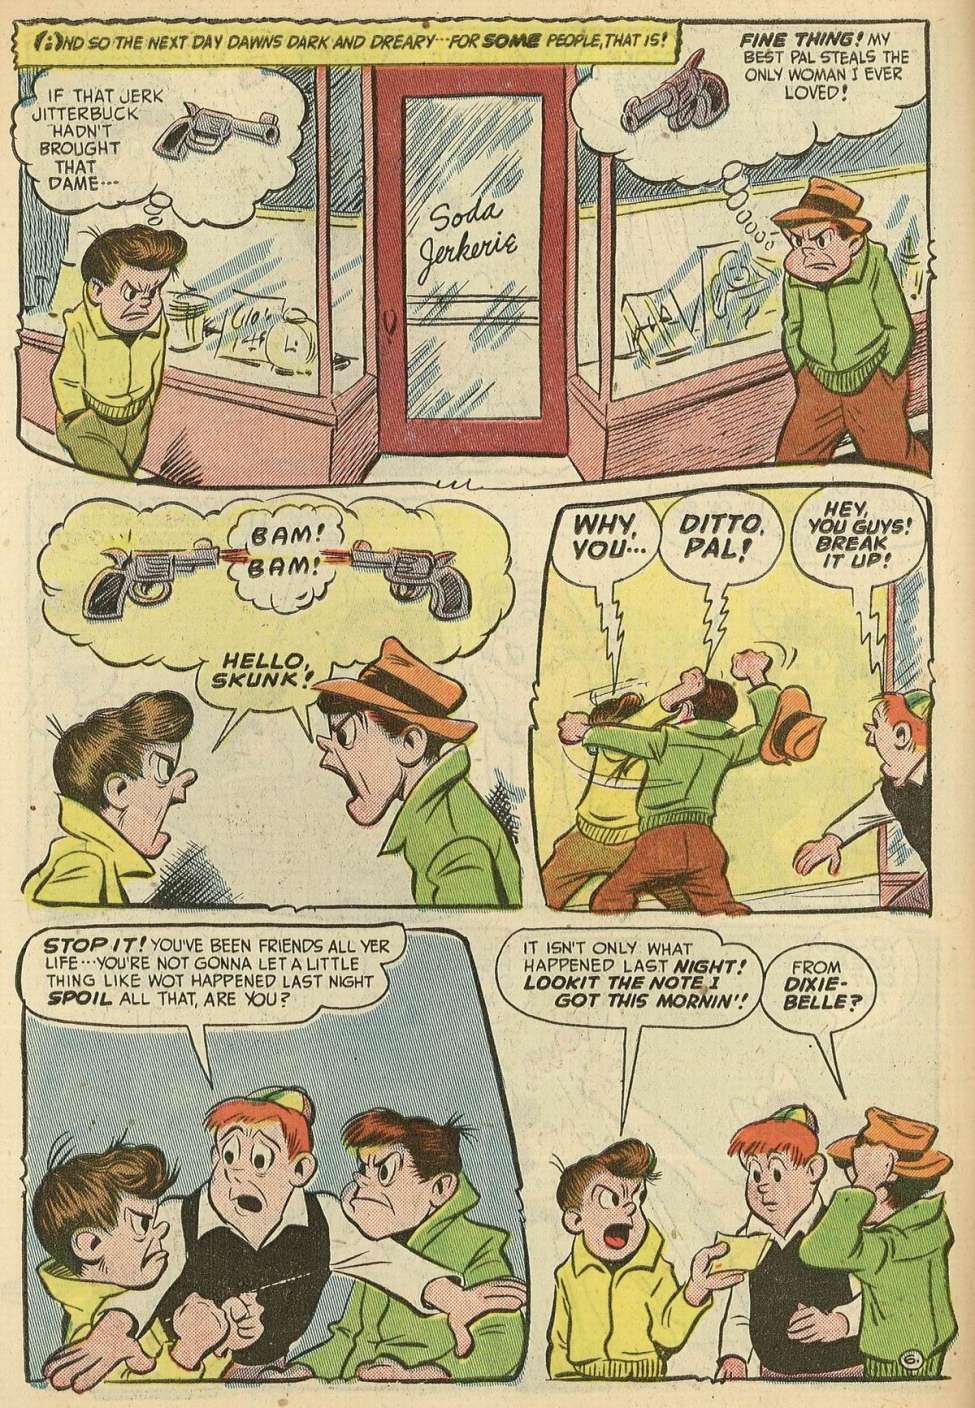 AND SO THE NEXT DAY DAWNS DARK AND DREARY--- FOR SOME PEOPLE, THAT IS!
IF THAT JERK
JITTERBUCK
HADN'T
BROUGHT
THAT
DAME---
FINE THING! MY
BEST PAL STEALS THE
ONLY WOMAN I EVER
LOVED!
Soda
Jerkerie
BAM!
BAM!
HELLO,
SKUNK!
WHY,
YOU---
DITTO,
PAL!
HEY,
YOU GUYS!
BREAK
IT UP!
STOP IT! YOU'VE BEEN FRIENDS ALL YER
LIFE---YOU'RE NOT GONNA LET A LITTLE
THING LIKE WOT HAPPENED LAST NIGHT
SPOIL ALL THAT, ARE YOU?
IT ISN'T ONLY WHAT
HAPPENED LAST NIGHT!
LOOKIT THE NOTE I
GOT THIS MORNIN'!
FROM
DIXIE-
BELLE?
6